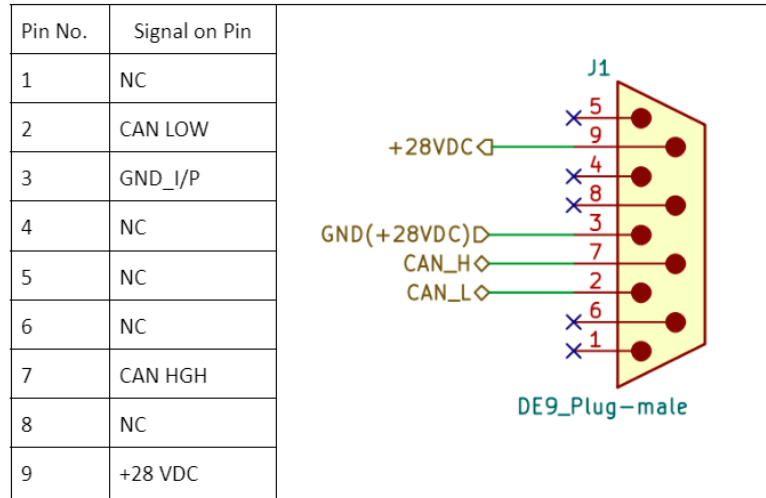 Pin No. Signal on Pin
1 NC
2 CAN LOW
3 GND_I/P
4 NC
5 NC
6 NC
7 CAN HGH
8 NC
9 +28 VDC
J1
5
+28VDC 9
4
8
GND(+28VDC) 3
CAN_H 7
CAN_L 2
6
1
DE9_Plug-male